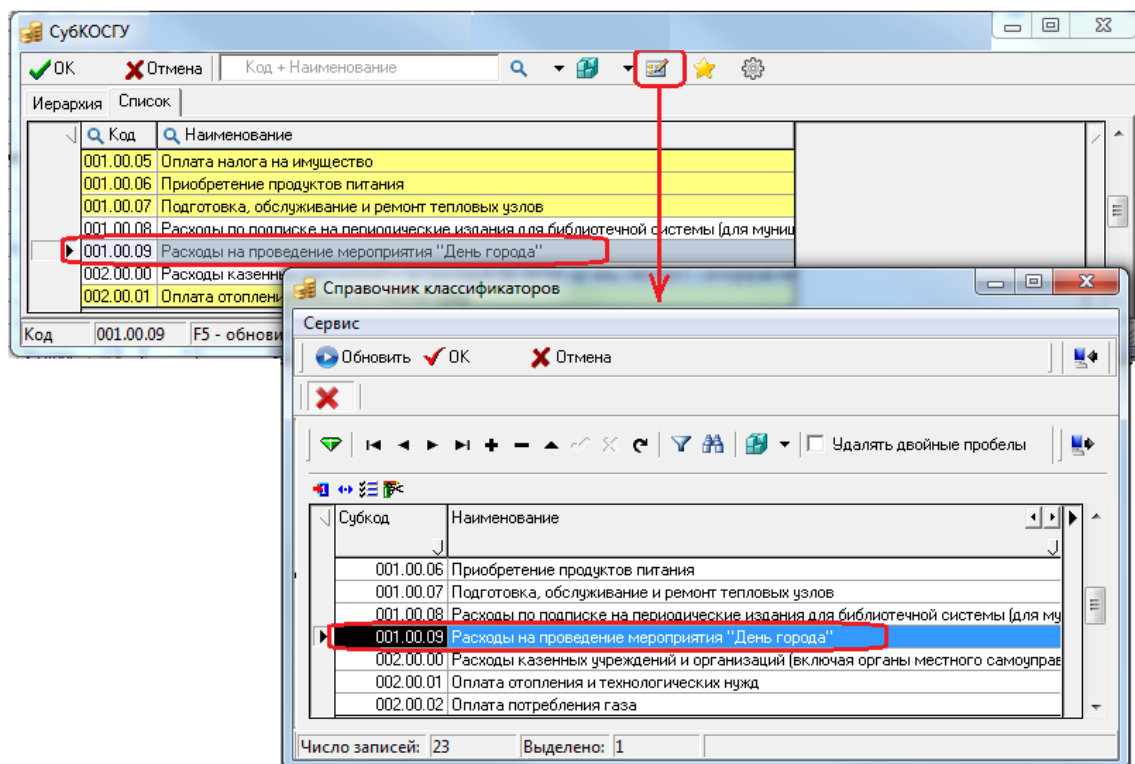 СубКОСГУ
ОК Отмена Код + Наименование
Иерархия Список
Код Наименование
001.00.05 Оплата налога на имущество
001.00.06 Приобретение продуктов питания
001.00.07 Подготовка, обслуживание и ремонт тепловых узлов
001.00.08 Расходы по подписке на периодические издания для библиотечной системы (для муниц
001.00.09 Расходы на проведение мероприятия "День города"
002.00.00 Расходы казенны
002.00.01 Оплата отоплени
Код 001.00.09 F5 - обнови
Справочник классификаторов
Сервис
Обновить ОК Отмена
Удалять двойные пробелы
Субкод Наименование
001.00.06 Приобретение продуктов питания
001.00.07 Подготовка, обслуживание и ремонт тепловых узлов
001.00.08 Расходы по подписке на периодические издания для библиотечной системы (для му
001.00.09 Расходы на проведение мероприятия "День города"
002.00.00 Расходы казенных учреждений и организаций (включая органы местного самоуправ
002.00.01 Оплата отопления и технологических нужд
002.00.02 Оплата потребления газа
Число записей: 23 Выделено: 1